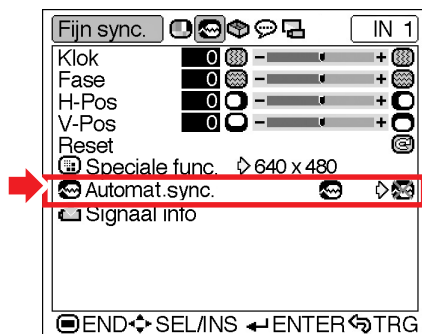 Fijn sync. IN 1
Klok 0 - +
Fase 0 - +
H-Pos 0 - +
V-Pos 0 - +
Reset
Speciale func. 640 x 480
Automat.sync.
Signaal info
END SEL/INS ENTER TRG